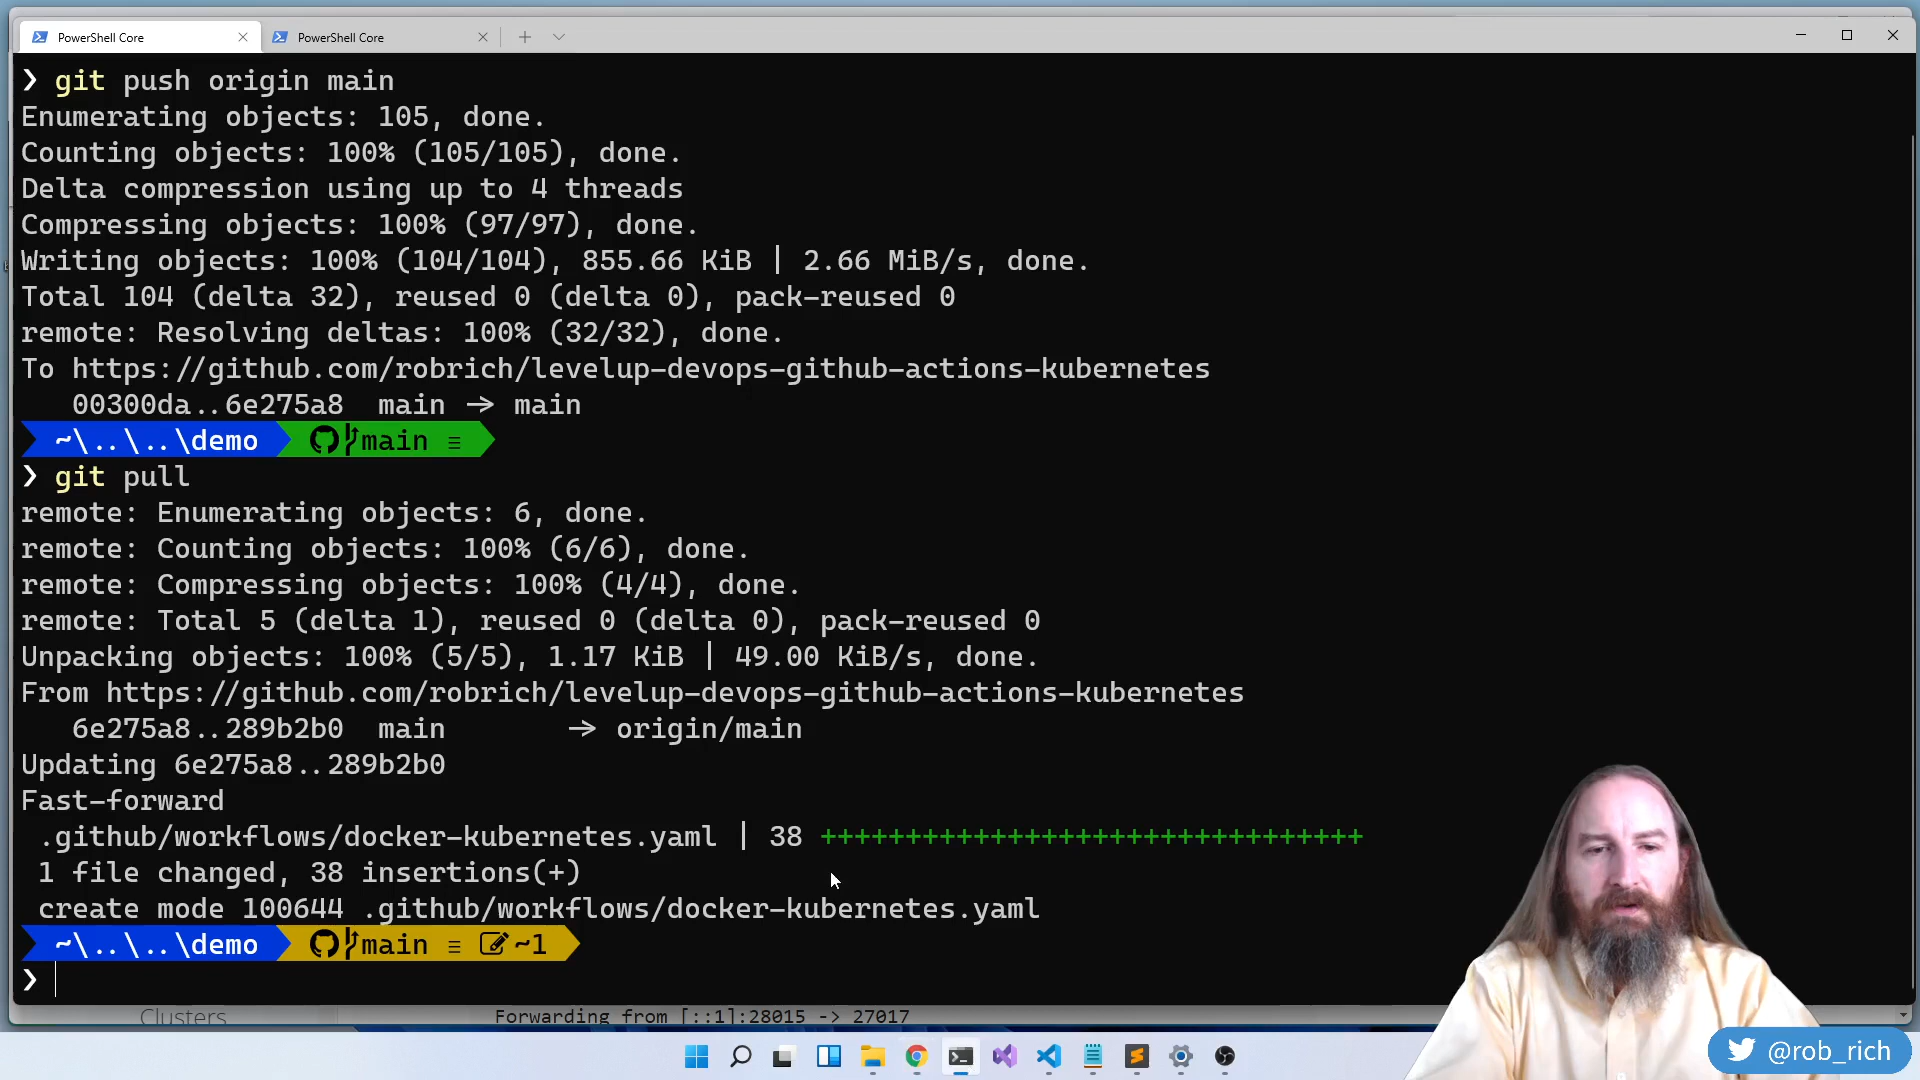 PowerShell Core
PowerShell Core
❯ git push origin main
Enumerating objects: 105, done.
Counting objects: 100% (105/105), done.
Delta compression using up to 4 threads
Compressing objects: 100% (97/97), done.
Writing objects: 100% (104/104), 855.66 KiB | 2.66 MiB/s, done.
Total 104 (delta 32), reused 0 (delta 0), pack-reused 0
remote: Resolving deltas: 100% (32/32), done.
To https://github.com/robrich/levelup-devops-github-actions-kubernetes
00300da..6e275a8 main -> main
~\..\..\demo main ≡
❯ git pull
remote: Enumerating objects: 6, done.
remote: Counting objects: 100% (6/6), done.
remote: Compressing objects: 100% (4/4), done.
remote: Total 5 (delta 1), reused 0 (delta 0), pack-reused 0
Unpacking objects: 100% (5/5), 1.17 KiB | 49.00 KiB/s, done.
From https://github.com/robrich/levelup-devops-github-actions-kubernetes
6e275a8..289b2b0 main -> origin/main
Updating 6e275a8..289b2b0
Fast-forward
.github/workflows/docker-kubernetes.yaml | 38 ++++++++++++++++++++++++++++++++
1 file changed, 38 insertions(+)
create mode 100644 .github/workflows/docker-kubernetes.yaml
~\..\..\demo main ≡ ~1
❯
Clusters
Forwarding from [::1]:28015 -> 27017
@rob_rich